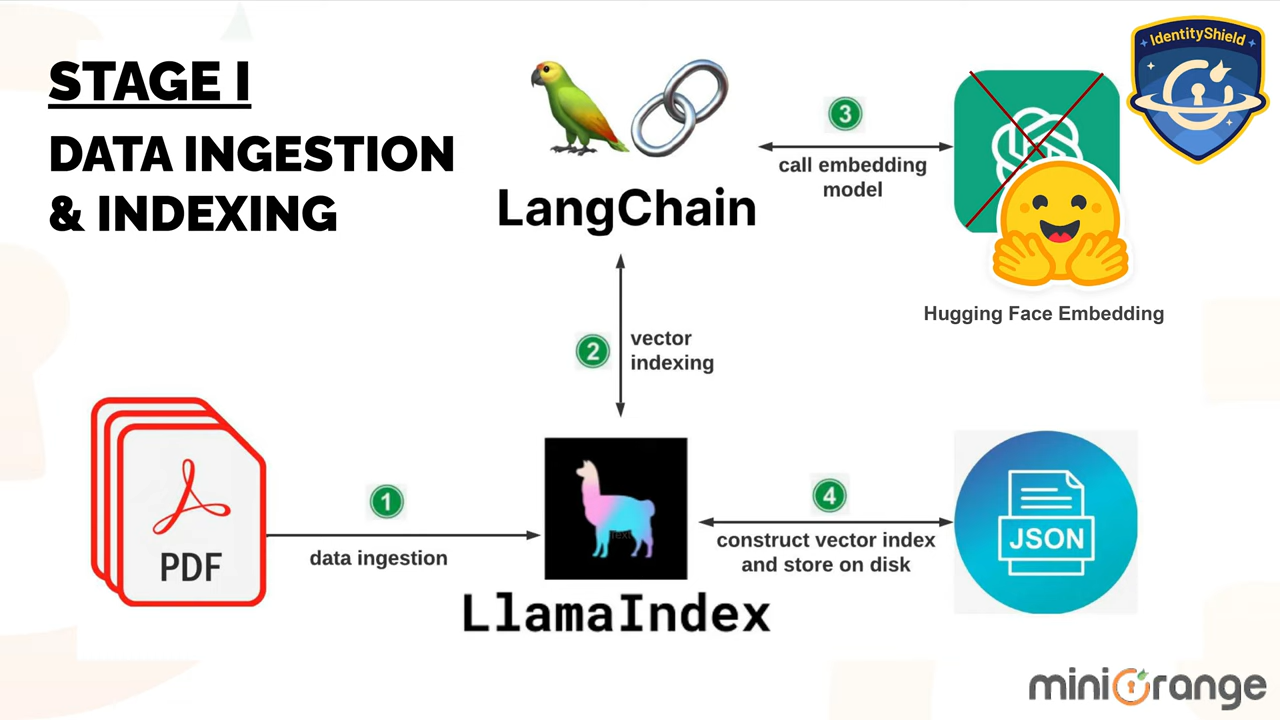 STAGE I
DATA INGESTION
& INDEXING
IdentityShield
LangChain
3
call embedding
model
Hugging Face Embedding
2
vector
indexing
PDF
1
data ingestion
Text
LlamaIndex
4
construct vector index
and store on disk
JSON
miniOrange